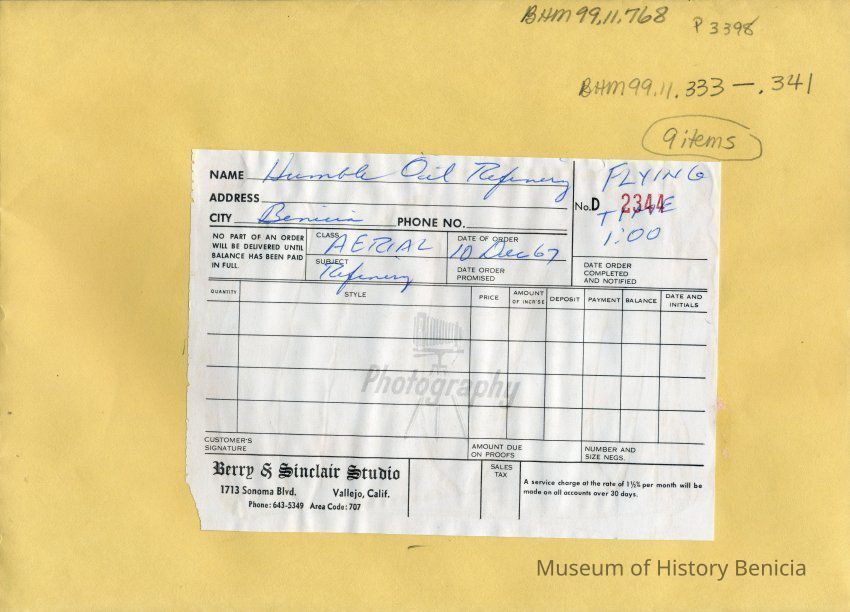 BHM99.11.768 P 3398
BHM99.11.333 — .341
9 items
NAME Humble Oil Refinery
FLYING
ADDRESS
No. D 2344
TIME
CITY Benicia PHONE NO.
1:00
NO PART OF AN ORDER
WILL BE DELIVERED UNTIL
BALANCE HAS BEEN PAID
IN FULL.
CLASS AERIAL
SUBJECT
Refinery
DATE OF ORDER
10 Dec 67
DATE ORDER
PROMISED
DATE ORDER
COMPLETED
AND NOTIFIED
QUANTITY STYLE PRICE AMOUNT OF INCR'SE DEPOSIT PAYMENT BALANCE DATE AND INITIALS
Photography
CUSTOMER'S
SIGNATURE
AMOUNT DUE
ON PROOFS
NUMBER AND
SIZE NEGS.
Berry & Sinclair Studio
1713 Sonoma Blvd. Vallejo, Calif.
Phone: 643-5349 Area Code: 707
SALES
TAX
A service charge at the rate of 1½% per month will be
made on all accounts over 30 days.
Museum of History Benicia